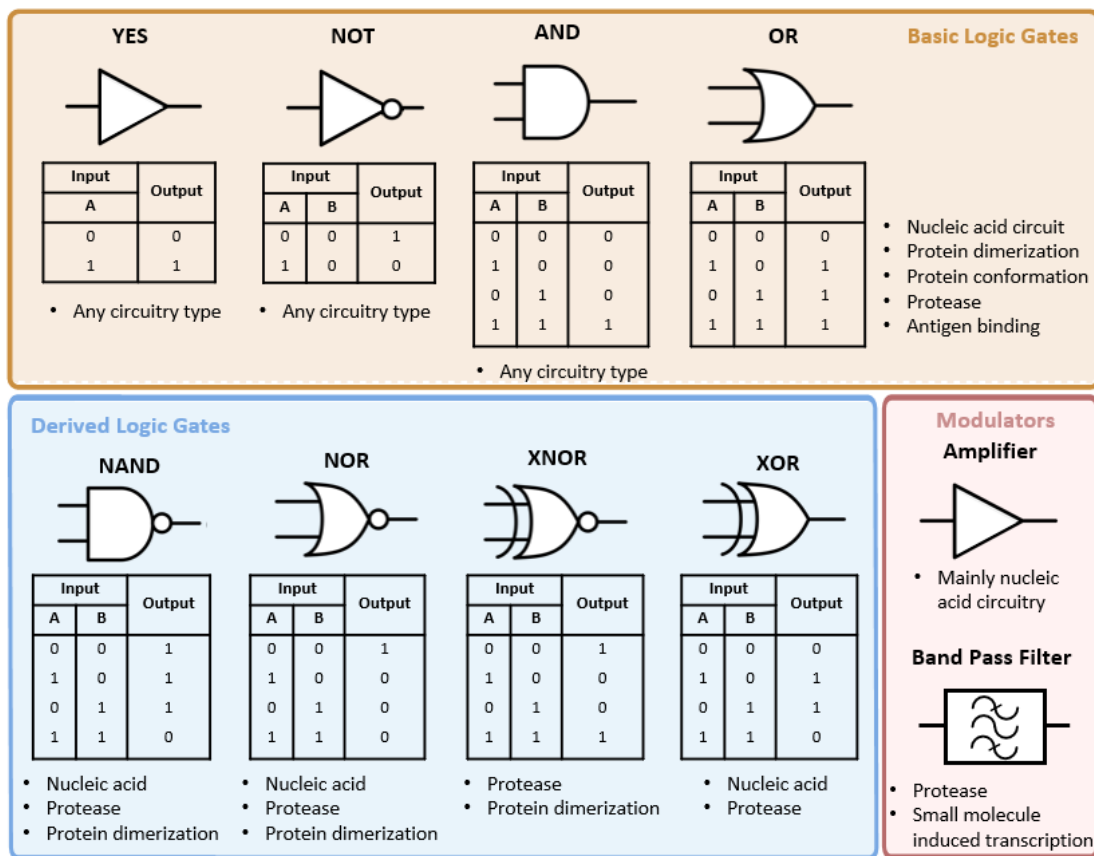 YES
NOT
AND
OR
Basic Logic Gates
Input Output
A
0 0
1 1
• Any circuitry type
Input Output
A B
0 0 1
1 0 0
• Any circuitry type
Input Output
A B
0 0 0
1 0 0
0 1 0
1 1 1
• Any circuitry type
Input Output
A B
0 0 0
1 0 1
0 1 1
1 1 1
• Nucleic acid circuit
• Protein dimerization
• Protein conformation
• Protease
• Antigen binding
Derived Logic Gates
NAND
Input Output
A B
0 0 1
1 0 1
0 1 1
1 1 0
• Nucleic acid
• Protease
• Protein dimerization
NOR
Input Output
A B
0 0 1
1 0 0
0 1 0
1 1 0
• Nucleic acid
• Protease
• Protein dimerization
XNOR
Input Output
A B
0 0 1
1 0 0
0 1 0
1 1 1
• Protease
• Protein dimerization
XOR
Input Output
A B
0 0 0
1 0 1
0 1 1
1 1 0
• Nucleic acid
• Protease
Modulators
Amplifier
• Mainly nucleic
acid circuitry
Band Pass Filter
• Protease
• Small molecule
induced transcription